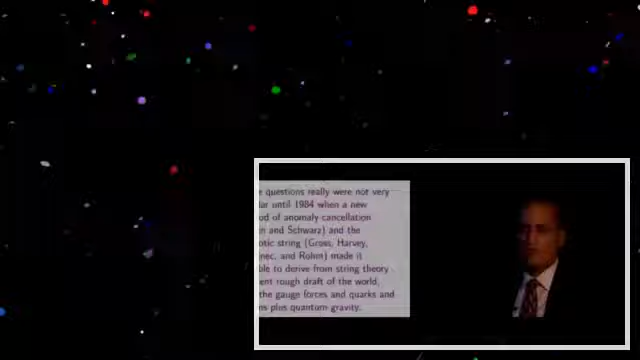 e questions really were not very
lar until 1984 when a new
od of anomaly cancellation
n and Schwarz) and the
otic string (Gross, Harvey,
nec, and Rohm) made it
ble to derive from string theory
ent rough draft of the world,
the gauge forces and quarks and
ns plus quantum gravity.